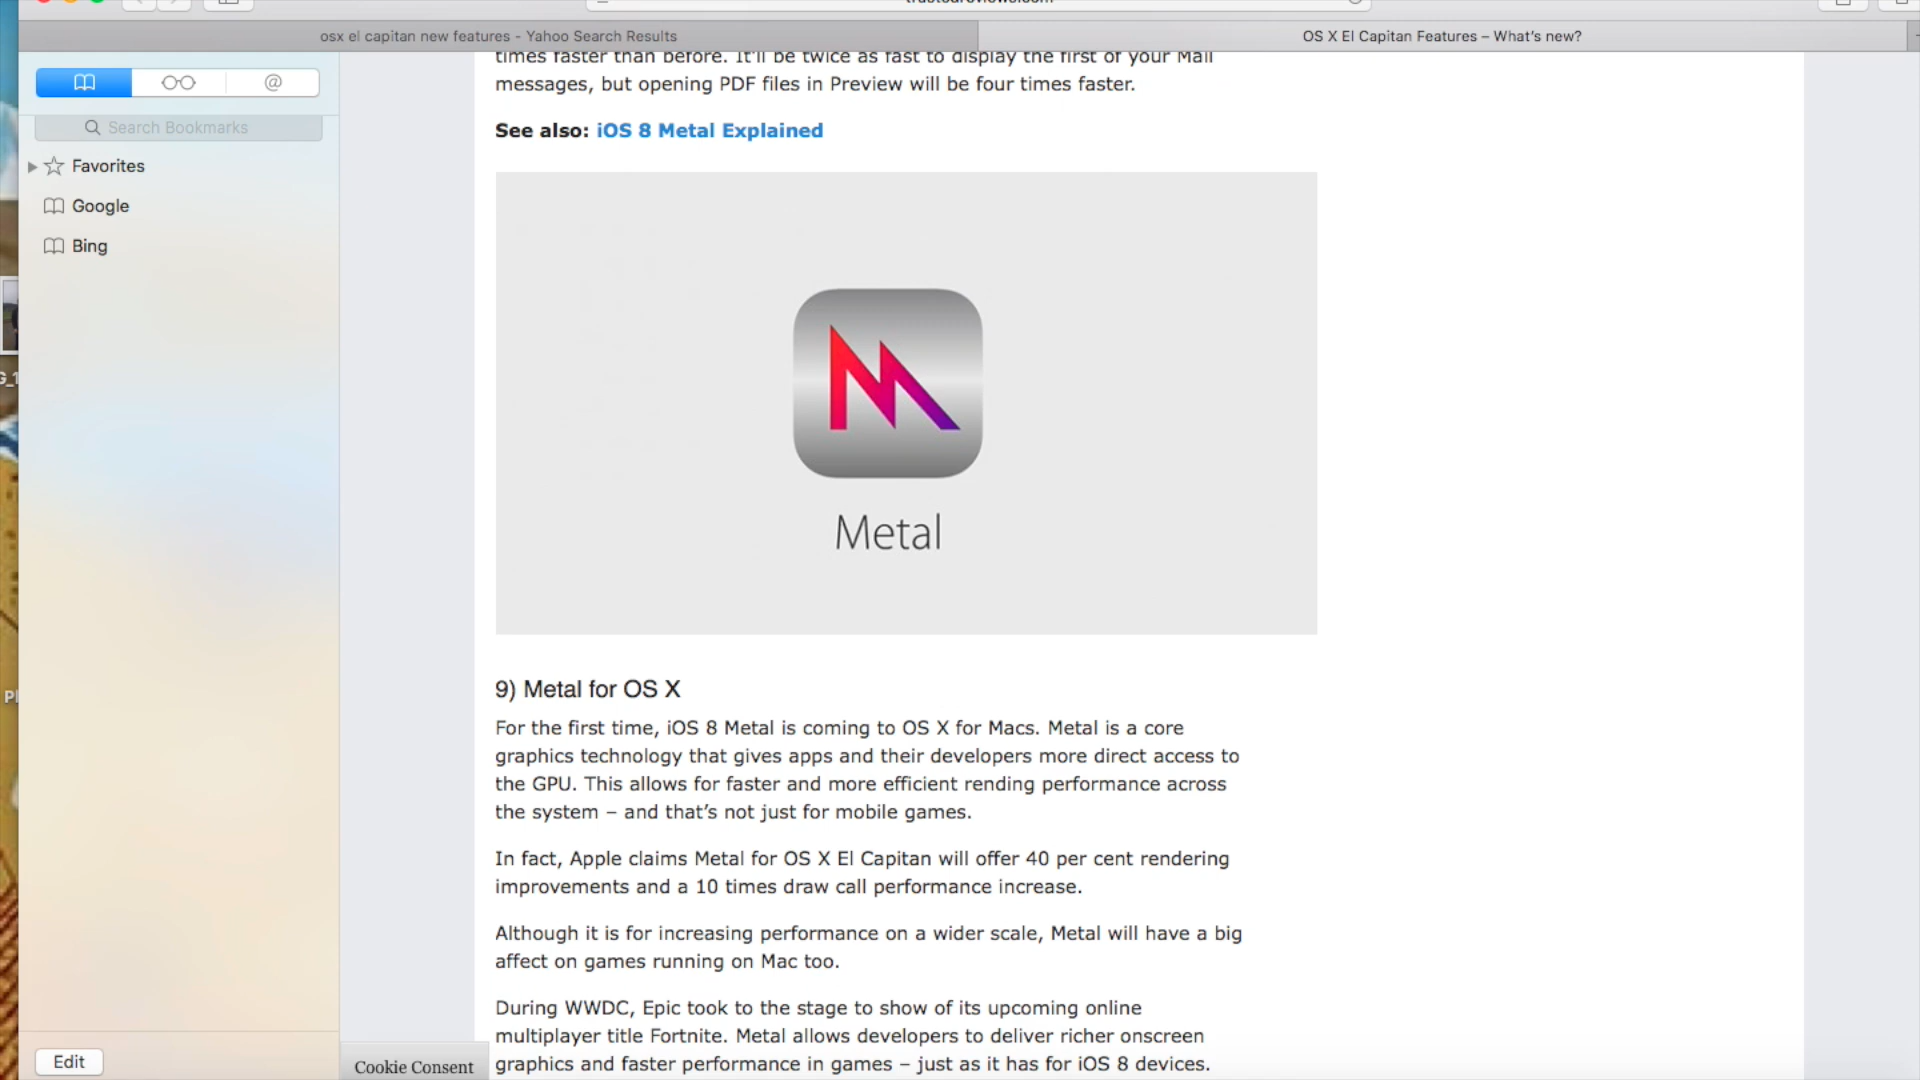 osx el capitan new features - Yahoo Search Results
OS X El Capitan Features – What's new?
Search Bookmarks
Favorites
Google
Bing
Edit
times faster than before. It'll be twice as fast to display the first of your Mail
messages, but opening PDF files in Preview will be four times faster.
See also: iOS 8 Metal Explained
Metal
9) Metal for OS X
For the first time, iOS 8 Metal is coming to OS X for Macs. Metal is a core
graphics technology that gives apps and their developers more direct access to
the GPU. This allows for faster and more efficient rending performance across
the system – and that's not just for mobile games.
In fact, Apple claims Metal for OS X El Capitan will offer 40 per cent rendering
improvements and a 10 times draw call performance increase.
Although it is for increasing performance on a wider scale, Metal will have a big
affect on games running on Mac too.
During WWDC, Epic took to the stage to show of its upcoming online
multiplayer title Fortnite. Metal allows developers to deliver richer onscreen
graphics and faster performance in games – just as it has for iOS 8 devices.
Cookie Consent